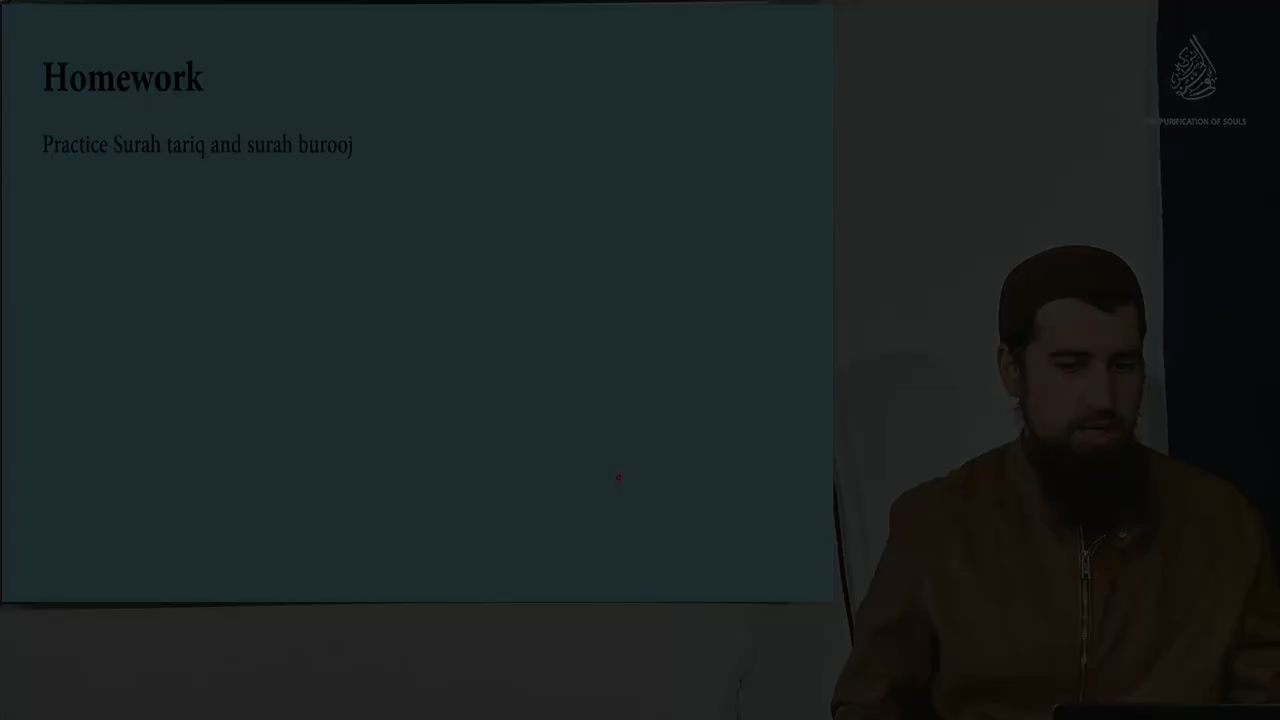 Homework
Practice Surah tariq and surah burooj
PURIFICATION OF SOULS